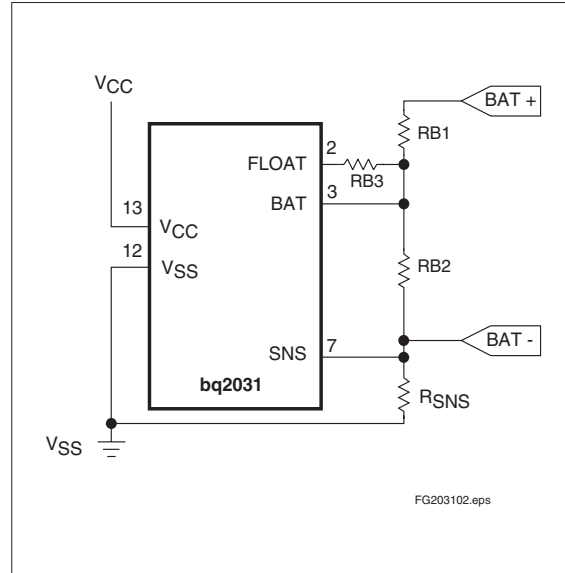 VCC
BAT +
RB1
2
FLOAT
RB3
3
BAT
13
VCC
12
VSS
RB2
BAT -
7
SNS
bq2031
RSNS
VSS
FG203102.eps